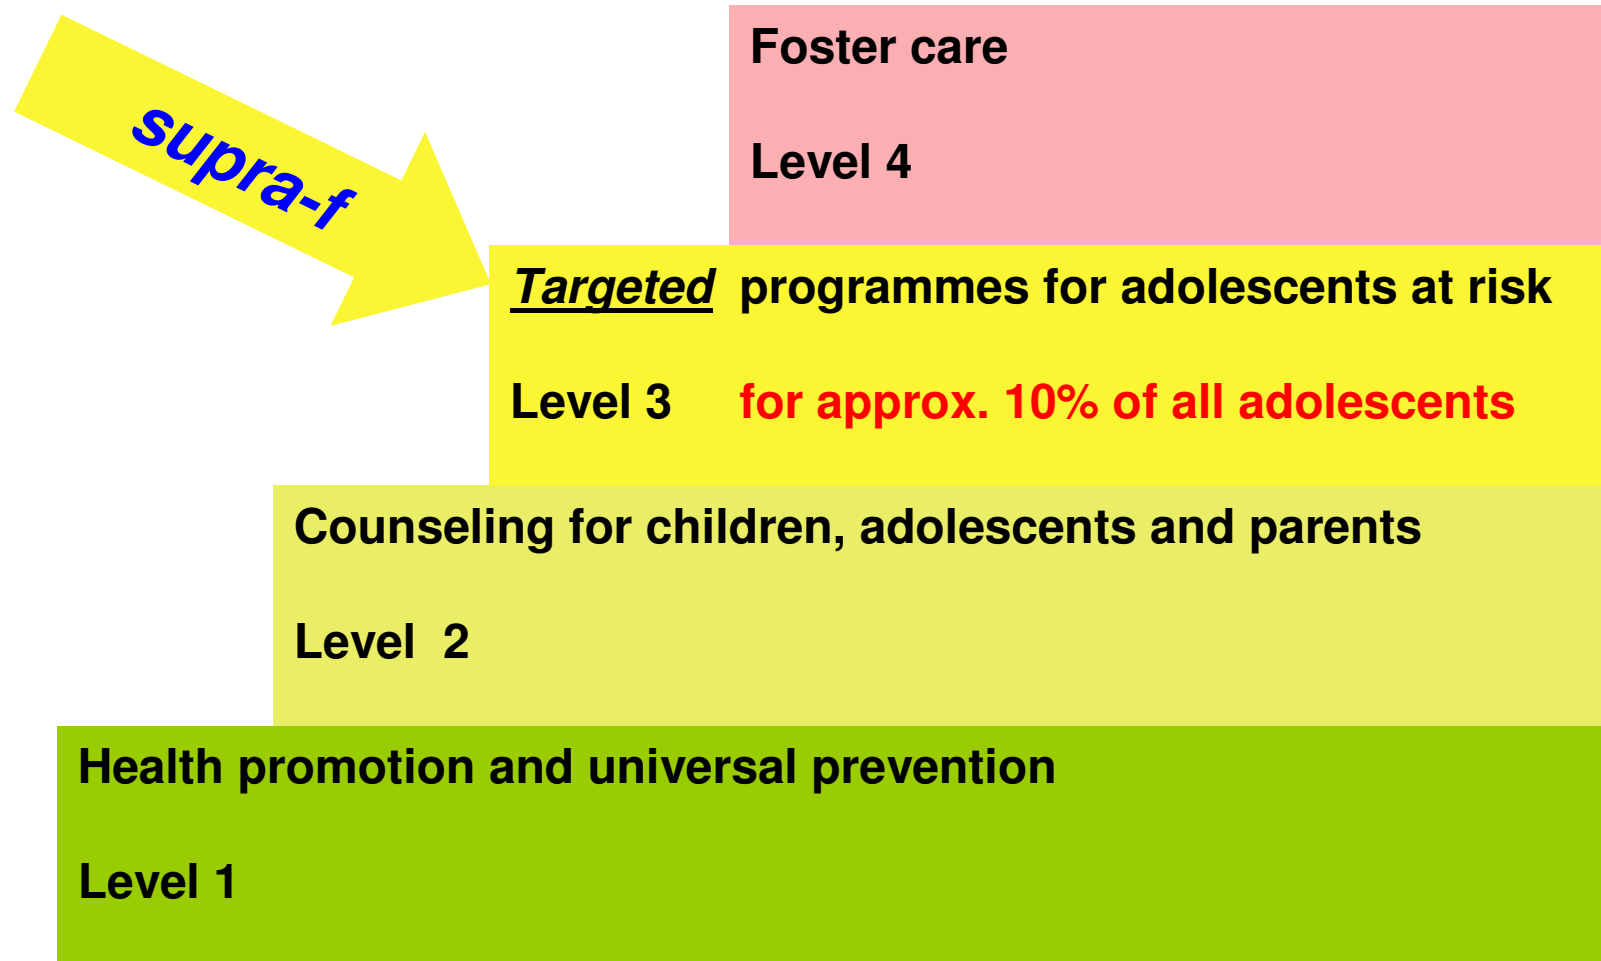 supra-f
Foster care
Level 4
Targeted programmes for adolescents at risk
Level 3 for approx. 10% of all adolescents
Counseling for children, adolescents and parents
Level 2
Health promotion and universal prevention
Level 1